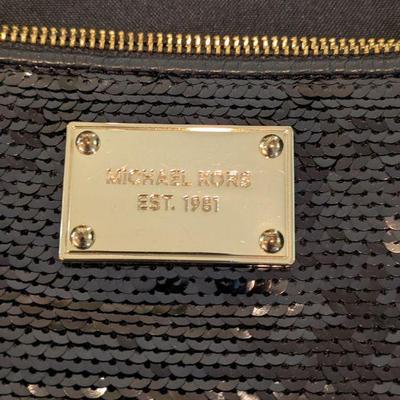 MICHAEL KORS
EST. 1981